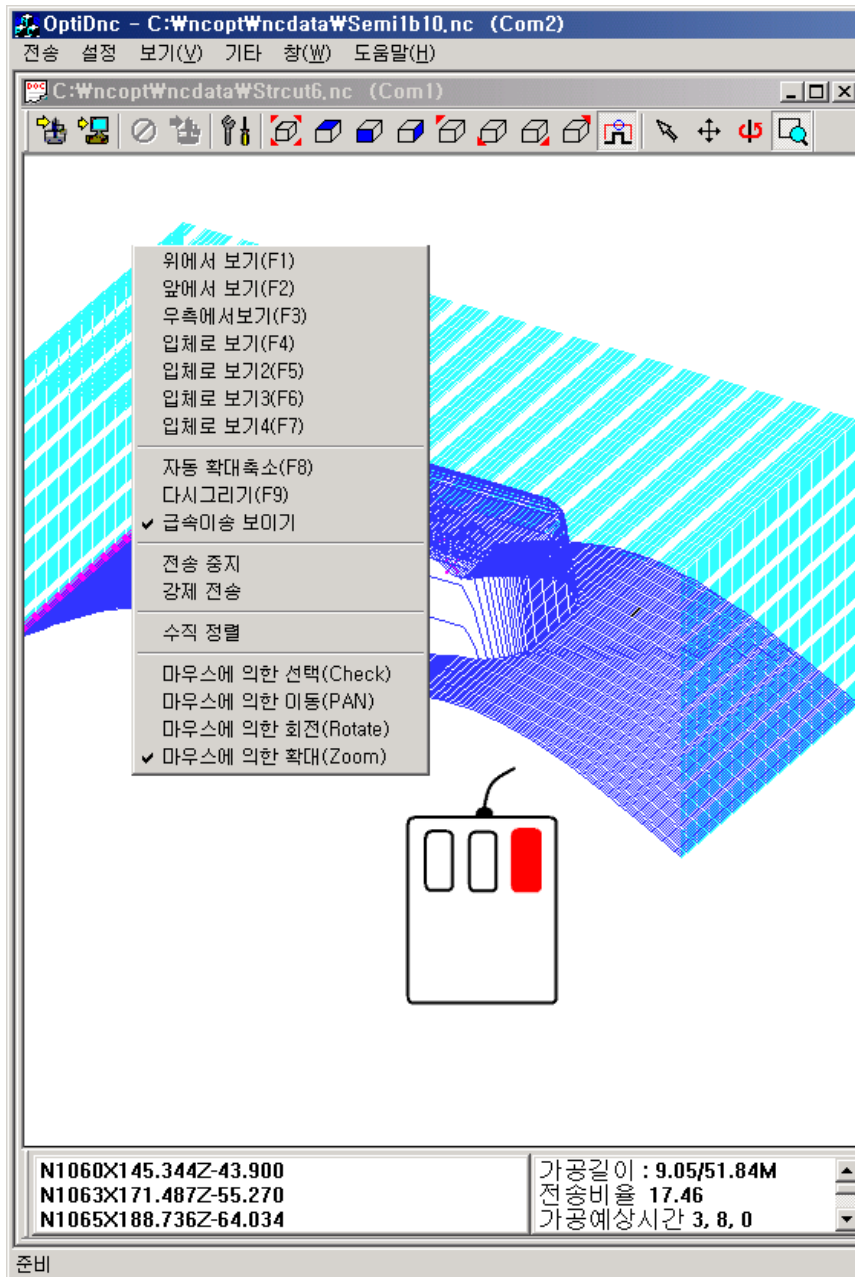 OptiDnc - C:₩ncopt₩ncdata₩Semi1b10.nc (Com2)
전송 설정 보기(V) 기타 창(W) 도움말(H)
C:₩ncopt₩ncdata₩Strcut6.nc (Com1)
위에서 보기(F1)
앞에서 보기(F2)
우측에서보기(F3)
입체로 보기(F4)
입체로 보기2(F5)
입체로 보기3(F6)
입체로 보기4(F7)
자동 확대축소(F8)
다시그리기(F9)
급속이송 보이기
전송 중지
강제 전송
수직 정렬
마우스에 의한 선택(Check)
마우스에 의한 이동(PAN)
마우스에 의한 회전(Rotate)
마우스에 의한 확대(Zoom)
N1060X145.344Z-43.900
N1063X171.487Z-55.270
N1065X188.736Z-64.034
가공길이 : 9.05/51.84M
전송비율 17.46
가공예상시간 3, 8, 0
준비